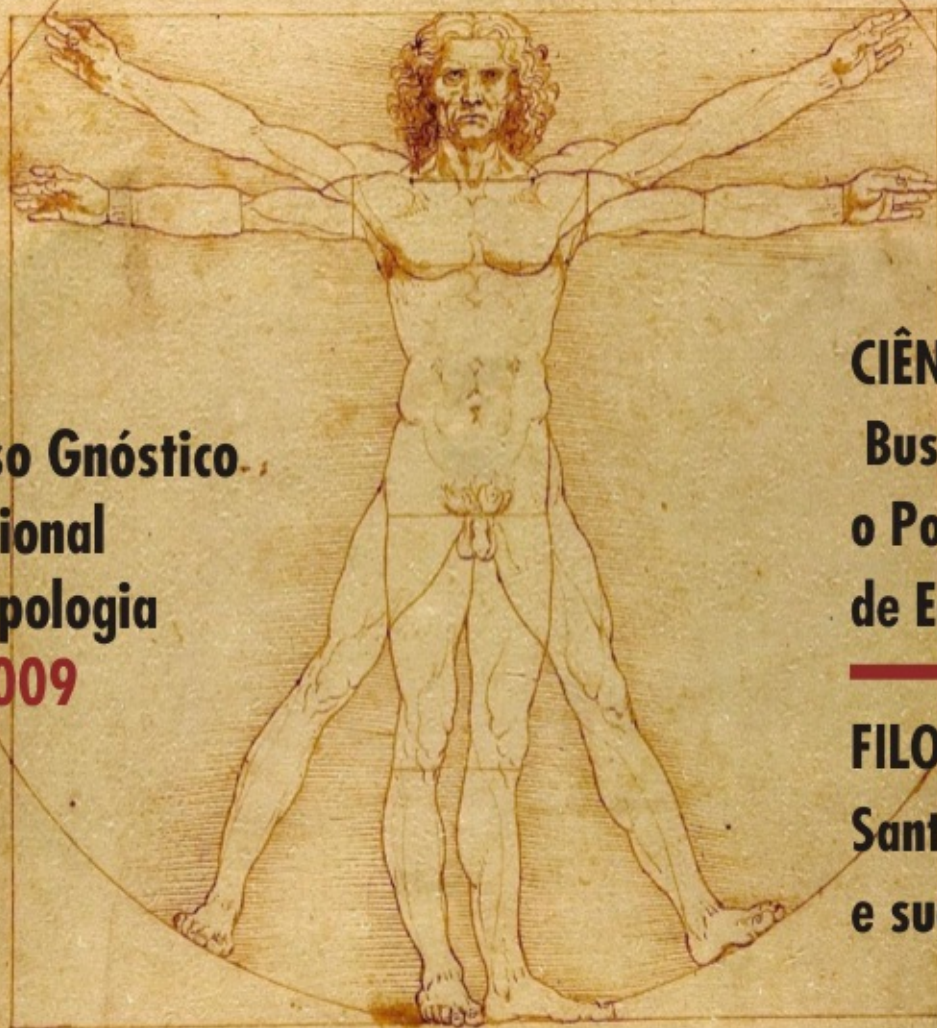 so Gnóstico
ional
pologia
009
CIÊN
Bus
o Po
de E
FILO
Sant
e su